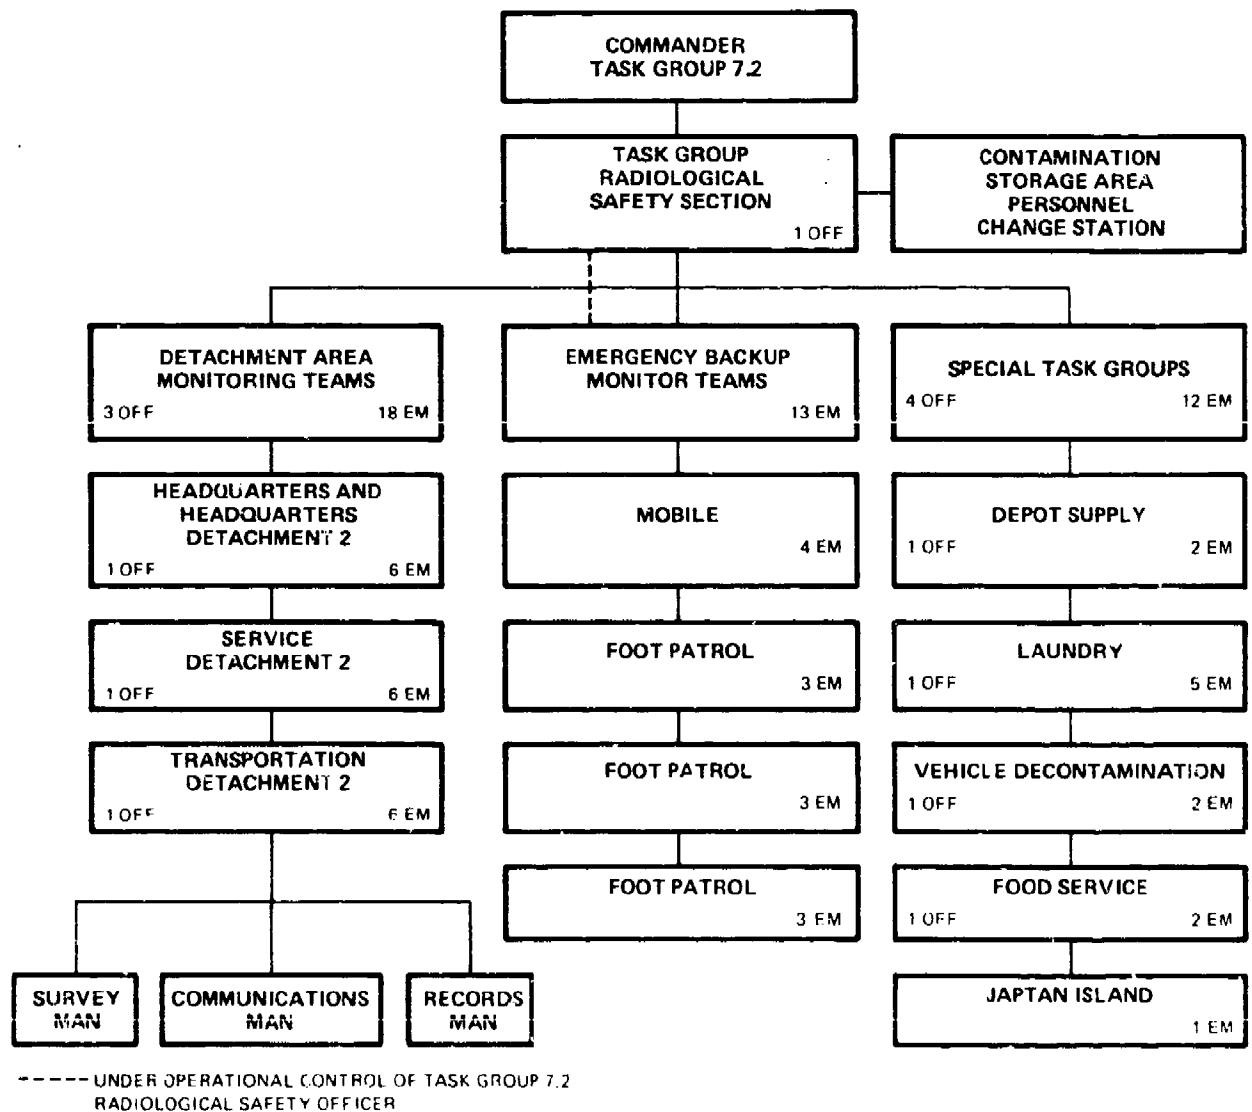 COMMANDER
TASK GROUP 7.2
TASK GROUP
RADIOLOGICAL
SAFETY SECTION
1 OFF
CONTAMINATION
STORAGE AREA
PERSONNEL
CHANGE STATION
DETACHMENT AREA
MONITORING TEAMS
3 OFF 18 EM
EMERGENCY BACKUP
MONITOR TEAMS
13 EM
SPECIAL TASK GROUPS
4 OFF 12 EM
HEADQUARTERS AND
HEADQUARTERS
DETACHMENT 2
1 OFF 6 EM
MOBILE
4 EM
DEPOT SUPPLY
1 OFF 2 EM
SERVICE
DETACHMENT 2
1 OFF 6 EM
FOOT PATROL
3 EM
LAUNDRY
1 OFF 5 EM
TRANSPORTATION
DETACHMENT 2
1 OFF 6 EM
FOOT PATROL
3 EM
VEHICLE DECONTAMINATION
1 OFF 2 EM
FOOT PATROL
3 EM
FOOD SERVICE
1 OFF 2 EM
SURVEY
MAN
COMMUNICATIONS
MAN
RECORDS
MAN
JAPTAN ISLAND
1 EM
----- UNDER OPERATIONAL CONTROL OF TASK GROUP 7.2
RADIOLOGICAL SAFETY OFFICER